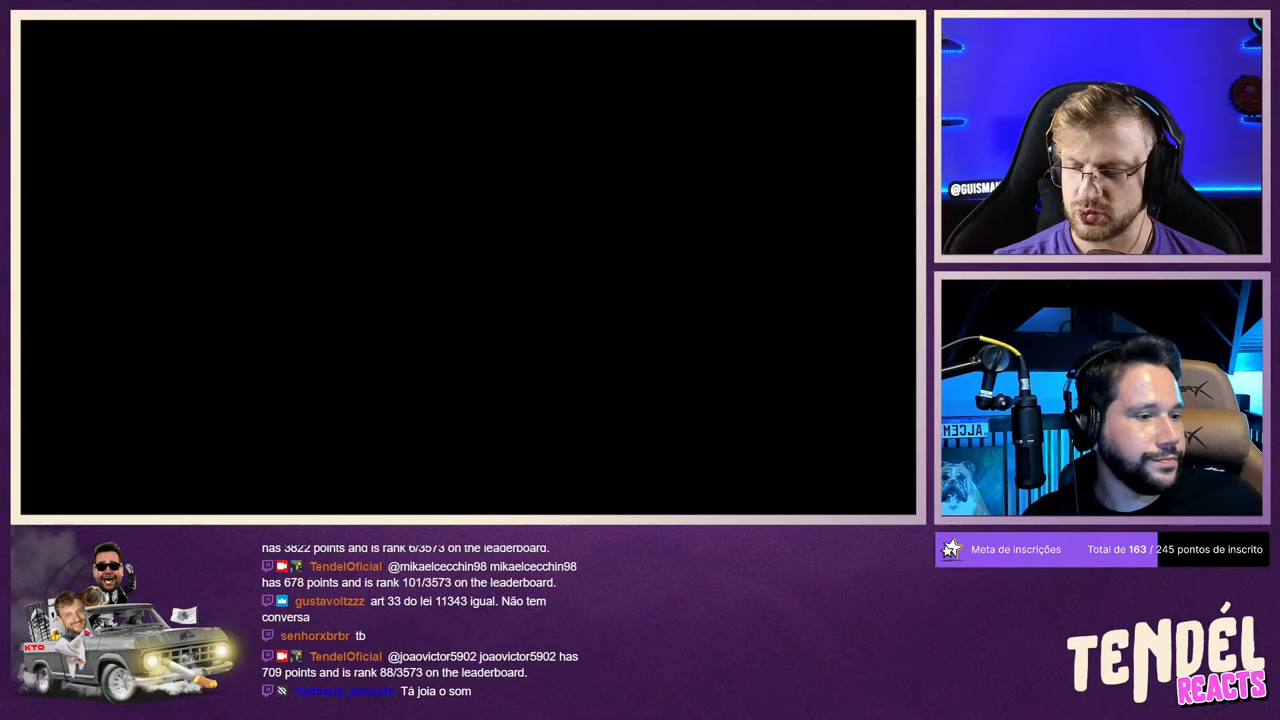 @GUISMA
ALCEM
Meta de inscrições
Total de 163 / 245 pontos de inscrito
has 3822 points and is rank 6/3573 on the leaderboard.
TendelOficial @mikaelcecchin98 mikaelcecchin98
has 678 points and is rank 101/3573 on the leaderboard.
gustavoltzzz art 33 do lei 11343 igual. Não tem
conversa
senhorxbrbr tb
TendelOficial @joaovictor5902 joaovictor5902 has
709 points and is rank 88/3573 on the leaderboard.
Tá joia o som
KTO
TENDÉL
REACTS